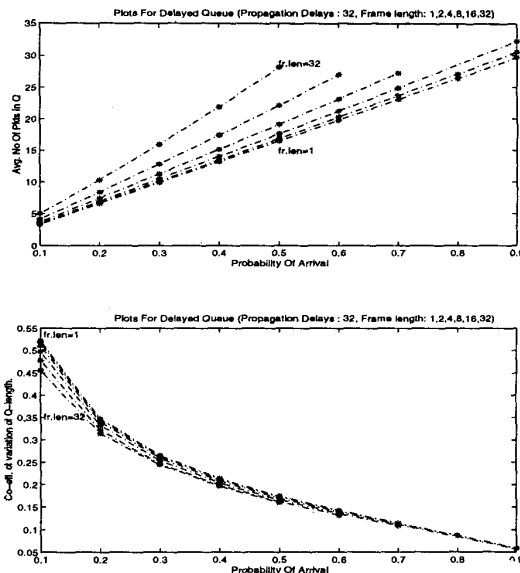 Plots For Delayed Queue (Propagation Delays : 32, Frame length: 1,2,4,8,16,32)
35
30
25
20
15
10
5
0
Avg. No Of Pkts in Q
fr.len=32
fr.len=1
0.1 0.2 0.3 0.4 0.5 0.6 0.7 0.8 0.9
Probability Of Arrival
Plots For Delayed Queue (Propagation Delays : 32, Frame length: 1,2,4,8,16,32)
0.55
0.5
0.45
0.4
0.35
0.3
0.25
0.2
0.15
0.1
0.05
Co-eff. of variation of Q-length.
fr.len=1
fr.len=32
0.1 0.2 0.3 0.4 0.5 0.6 0.7 0.8 0.9
Probability Of Arrival